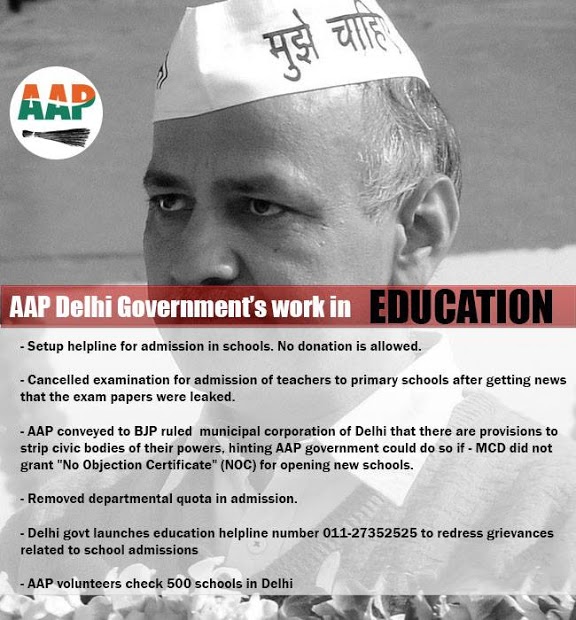 मुझे चाहिए
AAP
AAP Delhi Government's work in EDUCATION
- Setup helpline for admission in schools. No donation is allowed.
- Cancelled examination for admission of teachers to primary schools after getting news
that the exam papers were leaked.
- AAP conveyed to BJP ruled municipal corporation of Delhi that there are provisions to
strip civic bodies of their powers, hinting AAP government could do so if - MCD did not
grant "No Objection Certificate" (NOC) for opening new schools.
- Removed departmental quota in admission.
- Delhi govt launches education helpline number 011-27352525 to redress grievances
related to school admissions
- AAP volunteers check 500 schools in Delhi